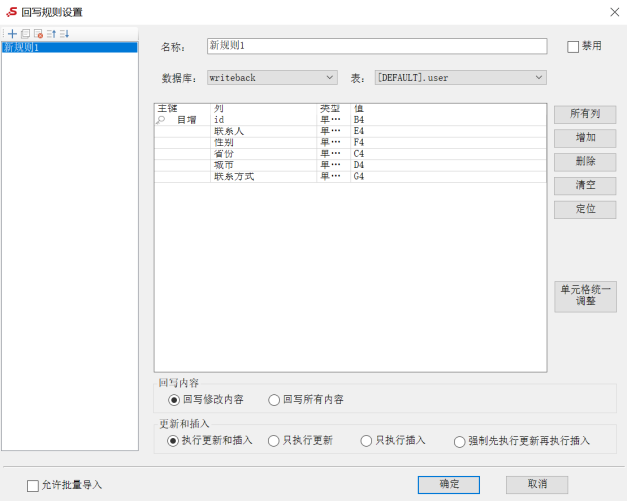 回写规则设置
新规则1
名称: 新规则1 禁用
数据库: writeback 表: [DEFAULT].user
主键 列 类型 值
自增 id 单… B4
联系人 单… E4
性别 单… F4
省份 单… C4
城市 单… D4
联系方式 单… G4
所有列
增加
删除
清空
定位
单元格统一
调整
回写内容
回写修改内容 回写所有内容
更新和插入
执行更新和插入 只执行更新 只执行插入 强制先执行更新再执行插入
允许批量导入 确定 取消